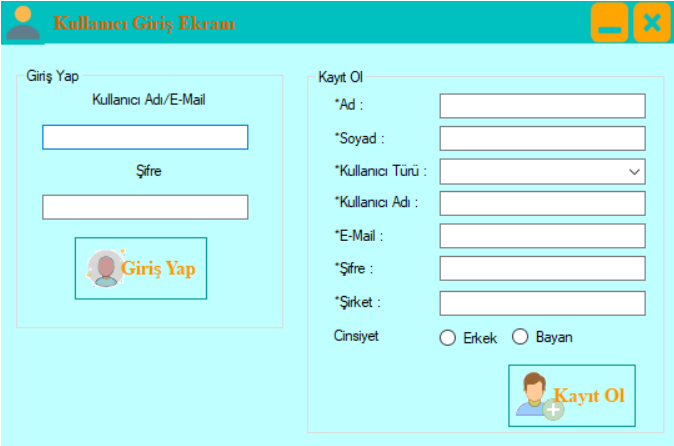 Kullanıcı Giriş Ekranı
Giriş Yap
Kullanıcı Adı/E-Mail
Şifre
Giriş Yap
Kayıt Ol
*Ad :
*Soyad :
*Kullanıcı Türü :
*Kullanıcı Adı :
*E-Mail :
*Şifre :
*Şirket :
Cinsiyet Erkek Bayan
Kayıt Ol